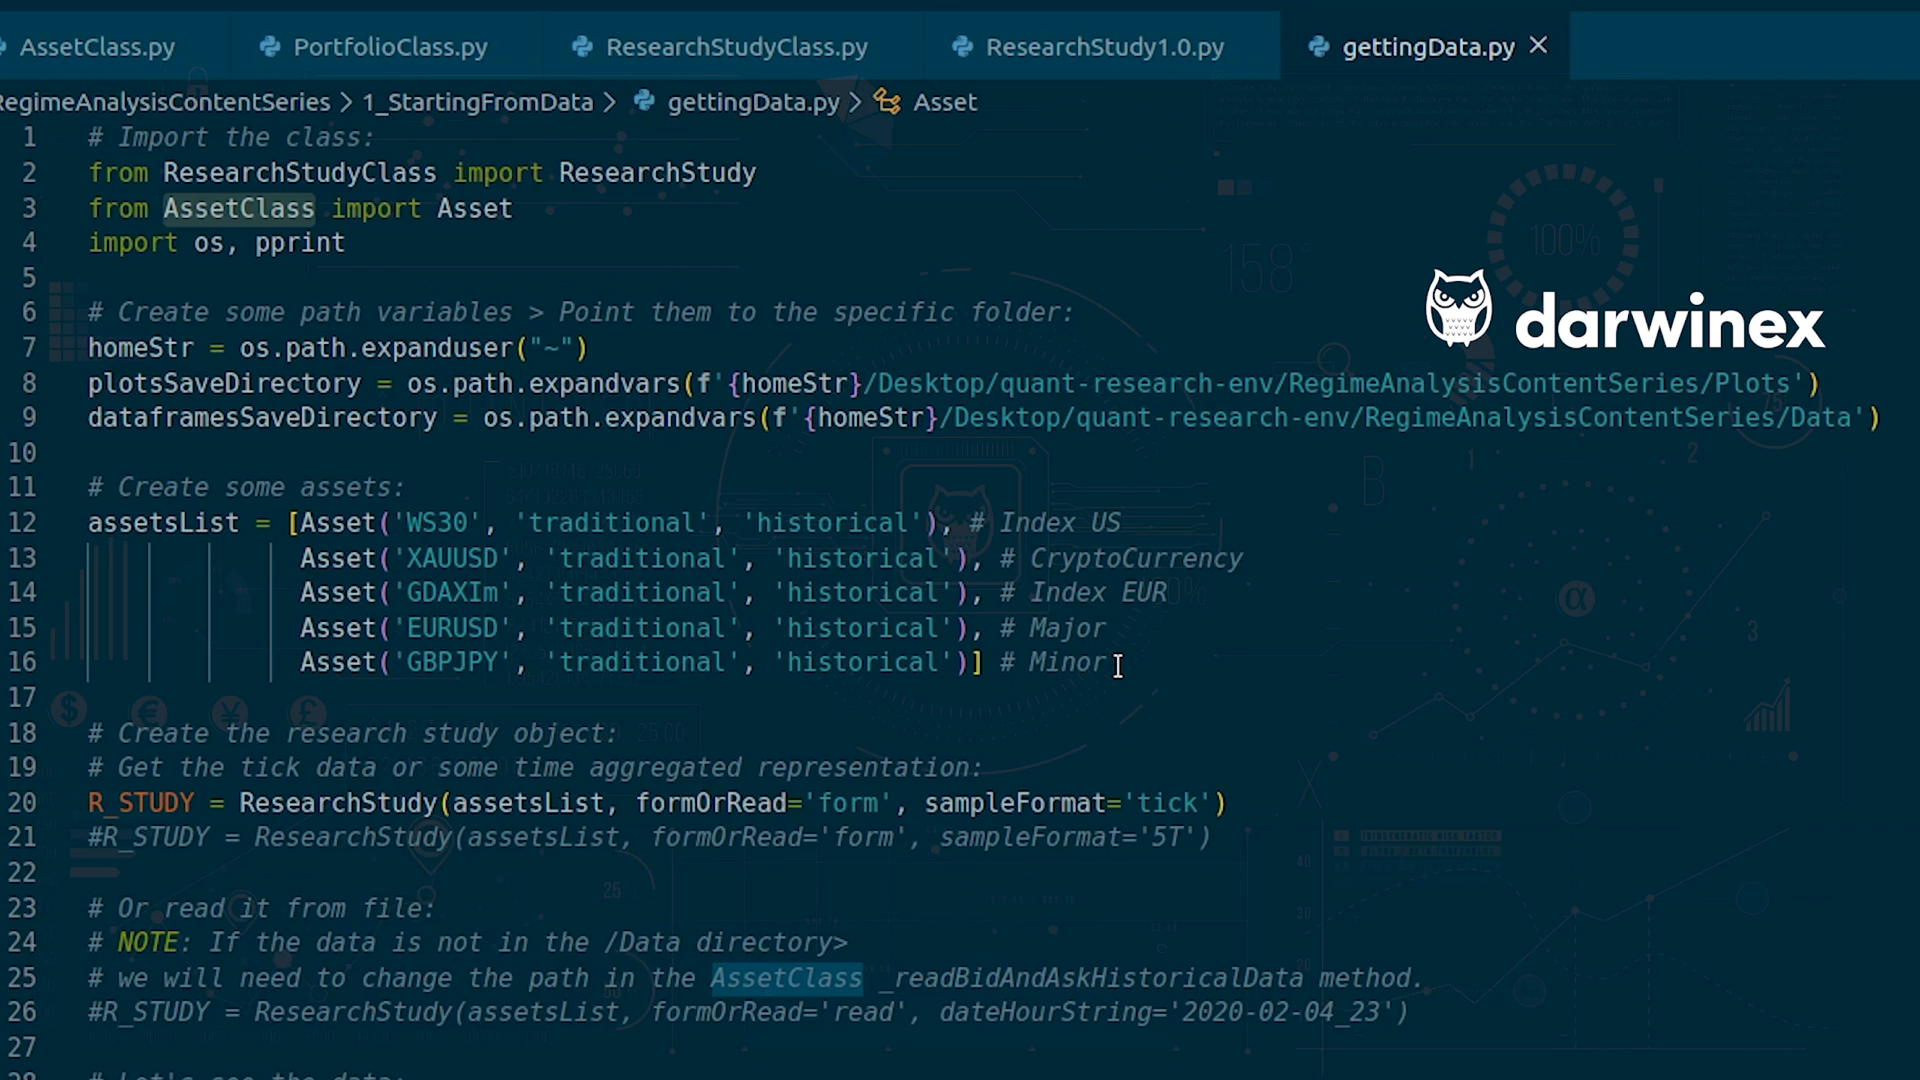 AssetClass.py PortfolioClass.py ResearchStudyClass.py ResearchStudy1.0.py gettingData.py ×
RegimeAnalysisContentSeries > 1_StartingFromData > gettingData.py > Asset
1 # Import the class:
2 from ResearchStudyClass import ResearchStudy
3 from AssetClass import Asset
4 import os, pprint
5
6 # Create some path variables > Point them to the specific folder:
7 homeStr = os.path.expanduser("~")
8 plotsSaveDirectory = os.path.expandvars(f'{homeStr}/Desktop/quant-research-env/RegimeAnalysisContentSeries/Plots')
9 dataframesSaveDirectory = os.path.expandvars(f'{homeStr}/Desktop/quant-research-env/RegimeAnalysisContentSeries/Data')
10
11 # Create some assets:
12 assetsList = [Asset('WS30', 'traditional', 'historical'), # Index US
13 Asset('XAUUSD', 'traditional', 'historical'), # CryptoCurrency
14 Asset('GDAXIm', 'traditional', 'historical'), # Index EUR
15 Asset('EURUSD', 'traditional', 'historical'), # Major
16 Asset('GBPJPY', 'traditional', 'historical')] # Minor
17
18 # Create the research study object:
19 # Get the tick data or some time aggregated representation:
20 R_STUDY = ResearchStudy(assetsList, formOrRead='form', sampleFormat='tick')
21 #R_STUDY = ResearchStudy(assetsList, formOrRead='form', sampleFormat='5T')
22
23 # Or read it from file:
24 # NOTE: If the data is not in the /Data directory>
25 # we will need to change the path in the AssetClass _readBidAndAskHistoricalData method.
26 #R_STUDY = ResearchStudy(assetsList, formOrRead='read', dateHourString='2020-02-04_23')
27
28 # Let's see the data:
darwinex
158°
100%